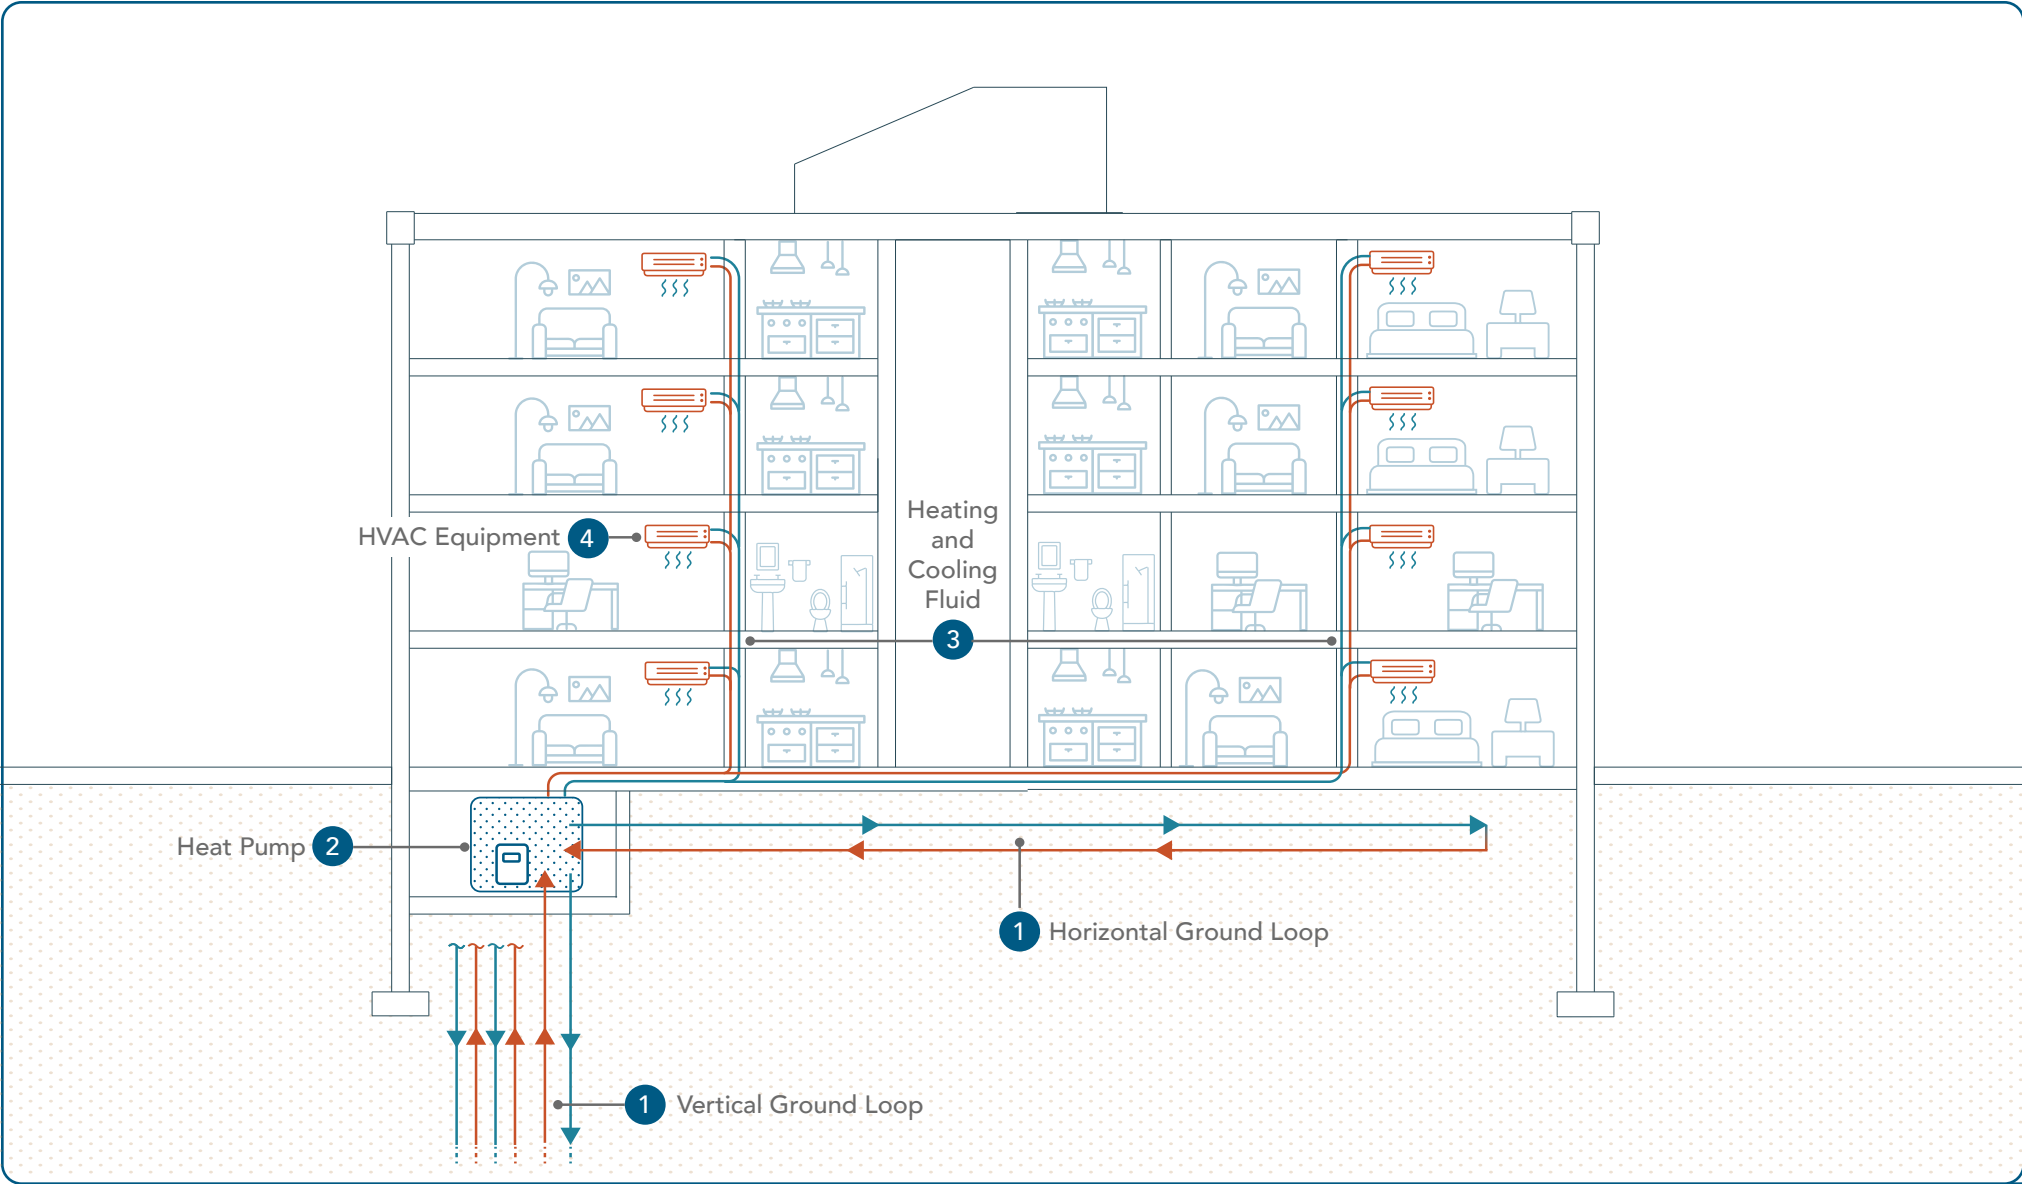 HVAC Equipment 4
Heating
and
Cooling
Fluid
3
Heat Pump 2
1 Horizontal Ground Loop
1 Vertical Ground Loop